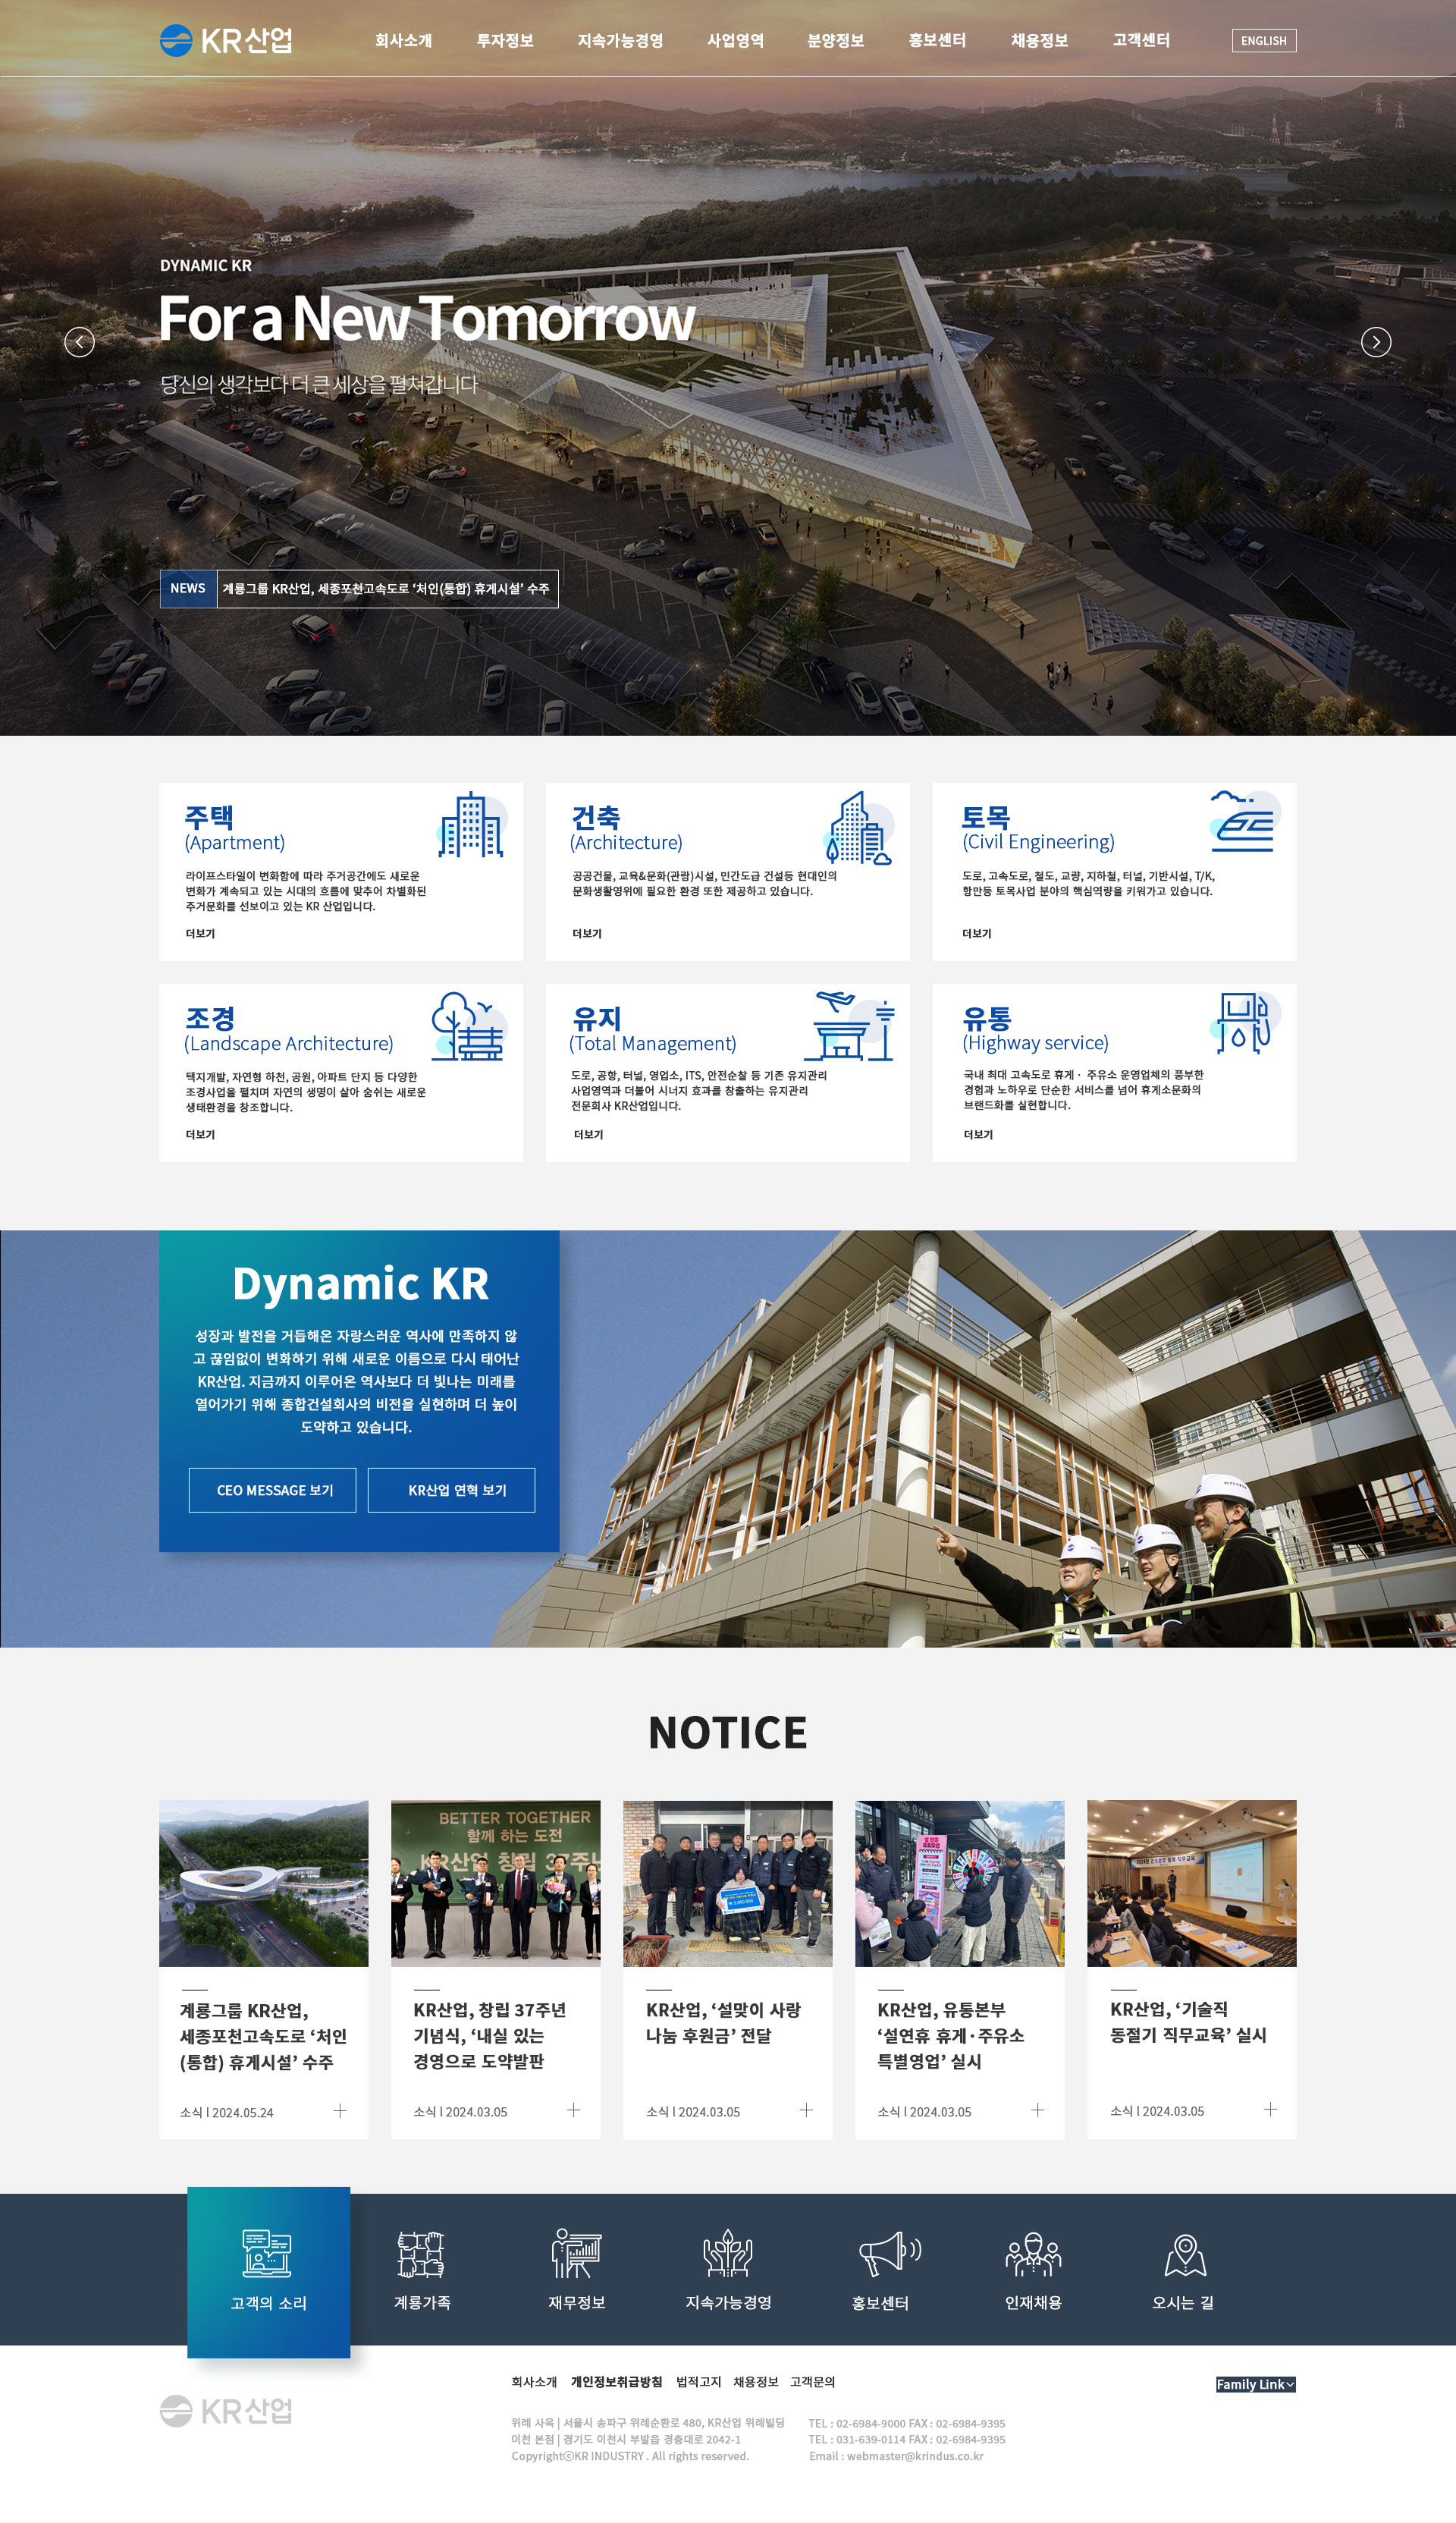 KR산업
회사소개 투자정보 지속가능경영 사업영역 분양정보 홍보센터 채용정보 고객센터 ENGLISH
DYNAMIC KR
For a New Tomorrow
당신의 생각보다 더 큰 세상을 펼쳐갑니다
NEWS 계룡그룹 KR산업, 세종포천고속도로 ‘처인(통합) 휴게시설’ 수주
주택
(Apartment)
라이프스타일이 변화함에 따라 주거공간에도 새로운
변화가 계속되고 있는 시대의 흐름에 맞추어 차별화된
주거문화를 선보이고 있는 KR 산업입니다.
더보기
건축
(Architecture)
공공건물, 교육&문화(관람)시설, 민간도급 건설등 현대인의
문화생활영위에 필요한 환경 또한 제공하고 있습니다.
더보기
토목
(Civil Engineering)
도로, 고속도로, 철도, 교량, 지하철, 터널, 기반시설, T/K,
항만등 토목사업 분야의 핵심역량을 키워가고 있습니다.
더보기
조경
(Landscape Architecture)
택지개발, 자연형 하천, 공원, 아파트 단지 등 다양한
조경사업을 펼치며 자연의 생명이 살아 숨쉬는 새로운
생태환경을 창조합니다.
더보기
유지
(Total Management)
도로, 공항, 터널, 영업소, ITS, 안전순찰 등 기존 유지관리
사업영역과 더불어 시너지 효과를 창출하는 유지관리
전문회사 KR산업입니다.
더보기
유통
(Highway service)
국내 최대 고속도로 휴게 · 주유소 운영업체의 풍부한
경험과 노하우로 단순한 서비스를 넘어 휴게소문화의
브랜드화를 실현합니다.
더보기
Dynamic KR
성장과 발전을 거듭해온 자랑스러운 역사에 만족하지 않
고 끊임없이 변화하기 위해 새로운 이름으로 다시 태어난
KR산업. 지금까지 이루어온 역사보다 더 빛나는 미래를
열어가기 위해 종합건설회사의 비전을 실현하며 더 높이
도약하고 있습니다.
CEO MESSAGE 보기
KR산업 연혁 보기
NOTICE
BETTER TOGETHER
함께 하는 도전
계룡그룹 KR산업,
세종포천고속도로 ‘처인
(통합) 휴게시설’ 수주
소식 l 2024.05.24
KR산업, 창립 37주년
기념식, ‘내실 있는
경영으로 도약발판
소식 l 2024.03.05
KR산업, ‘설맞이 사랑
나눔 후원금’ 전달
소식 l 2024.03.05
KR산업, 유통본부
‘설연휴 휴게·주유소
특별영업’ 실시
소식 l 2024.03.05
KR산업, ‘기술직
동절기 직무교육’ 실시
소식 l 2024.03.05
고객의 소리 계룡가족 재무정보 지속가능경영 홍보센터 인재채용 오시는 길
KR산업
회사소개 개인정보취급방침 법적고지 채용정보 고객문의
Family Link
위례 사옥 | 서울시 송파구 위례순환로 480, KR산업 위례빌딩 TEL : 02-6984-9000 FAX : 02-6984-9395
이천 본점 | 경기도 이천시 부발읍 경충대로 2042-1 TEL : 031-639-0114 FAX : 02-6984-9395
CopyrightⓒKR INDUSTRY . All rights reserved. Email : webmaster@krindus.co.kr